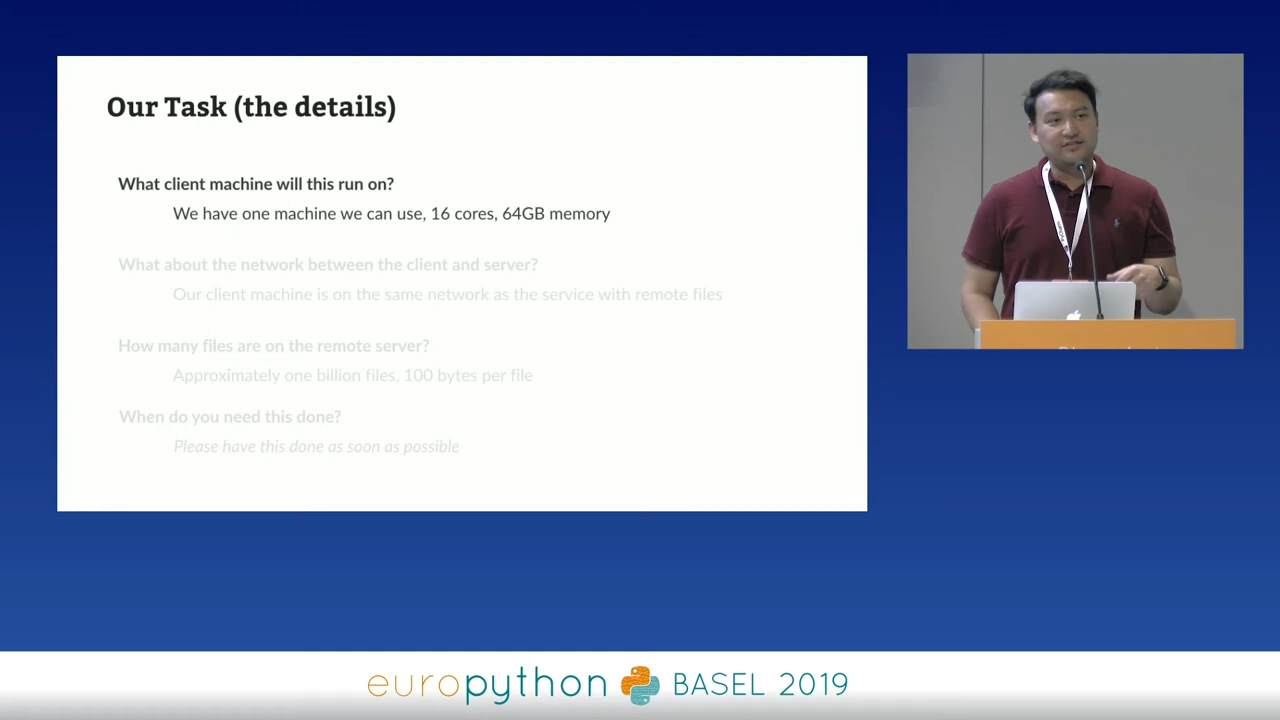 Our Task (the details)
What client machine will this run on?
We have one machine we can use, 16 cores, 64GB memory
What about the network between the client and server?
Our client machine is on the same network as the service with remote files
How many files are on the remote server?
Approximately one billion files, 100 bytes per file
When do you need this done?
Please have this done as soon as possible
europython BASEL 2019